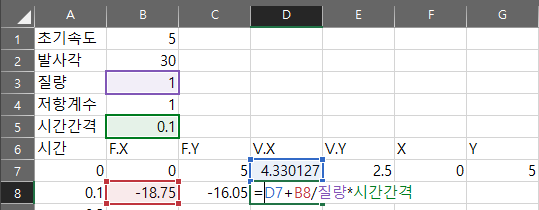 A B C D E F G
1 초기속도 5
2 발사각 30
3 질량 1
4 저항계수 1
5 시간간격 0.1
6 시간 F.X F.Y V.X V.Y X Y
7 0 0 5 4.330127 2.5 0 5
8 0.1 -18.75 -16.05 =D7+B8/질량*시간간격